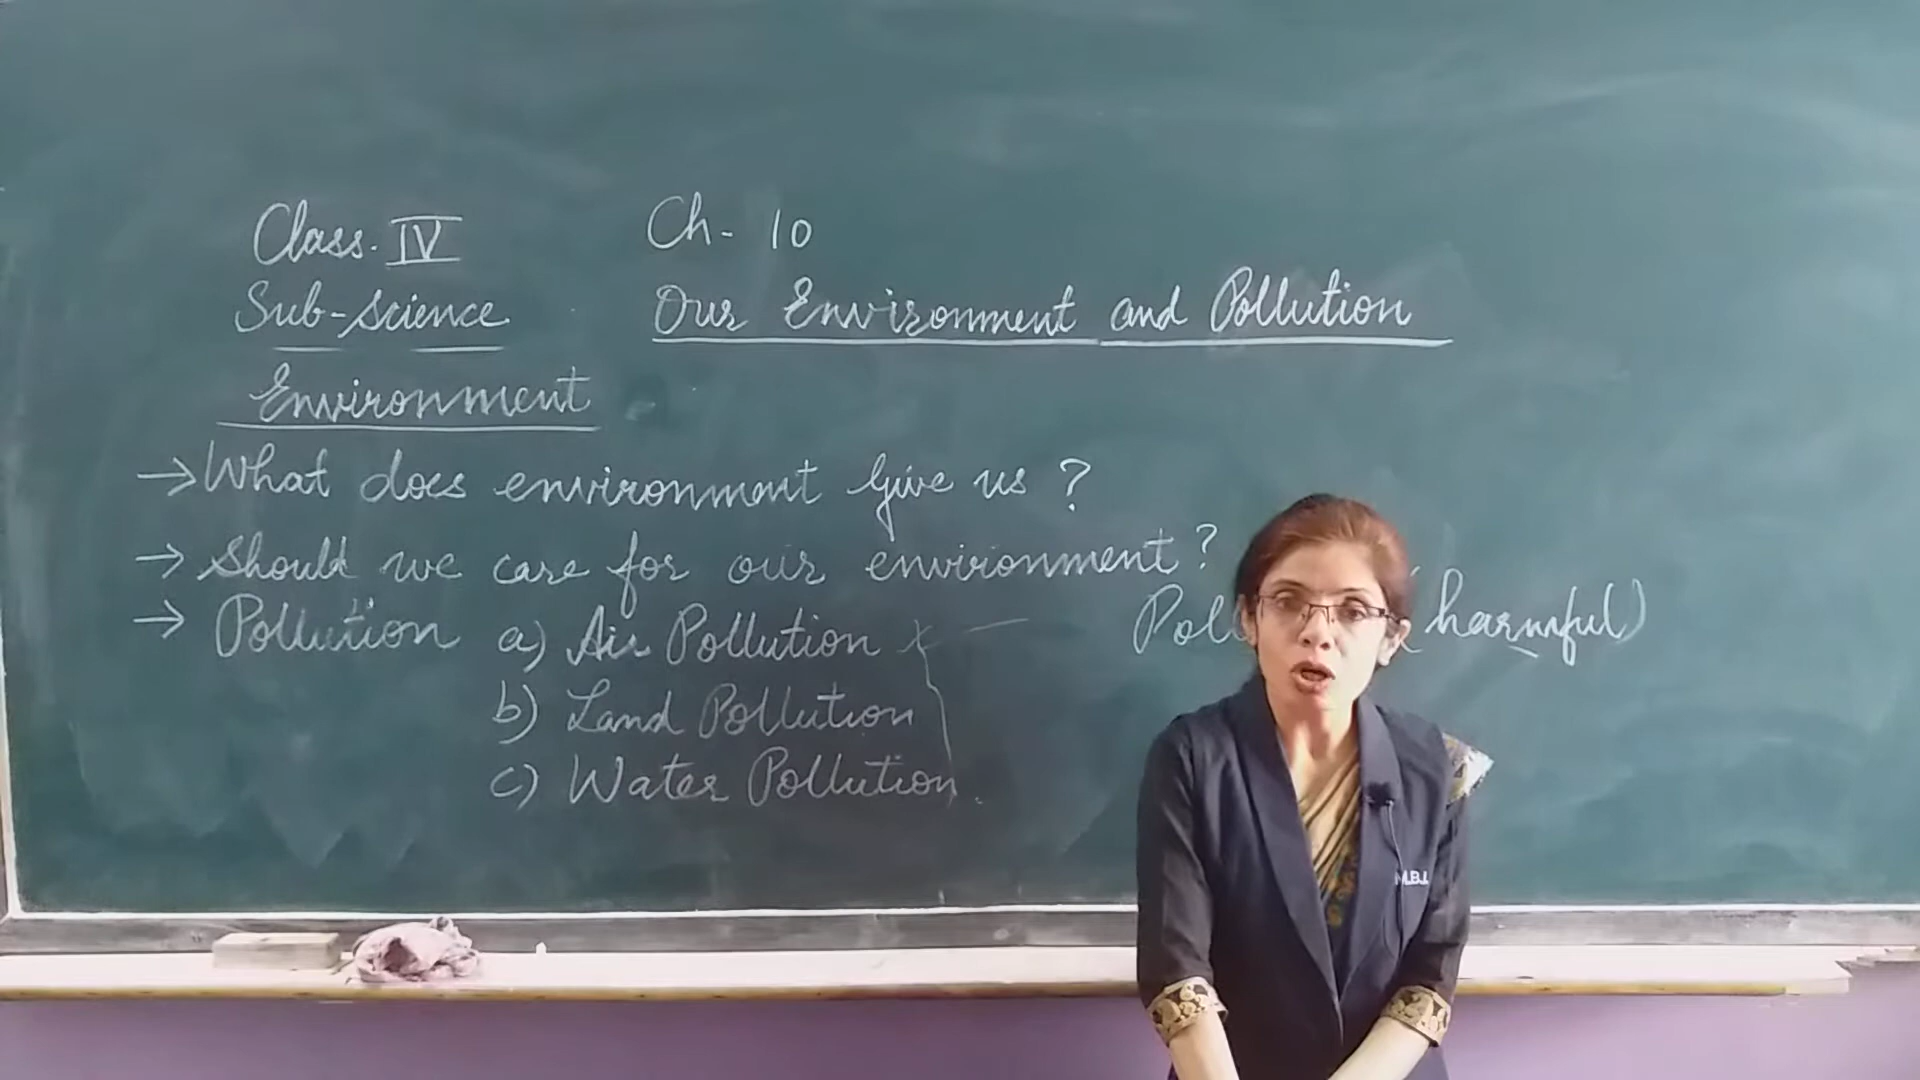 Class. IV
Ch- 10
Sub-science
Our Environment and Pollution
Environment
→ What does environment give us ?
→ Should we care for our environment ?
→ Pollution a) Air Pollution
(harmful)
b) Land Pollution
c) Water Pollution
M.B.I.